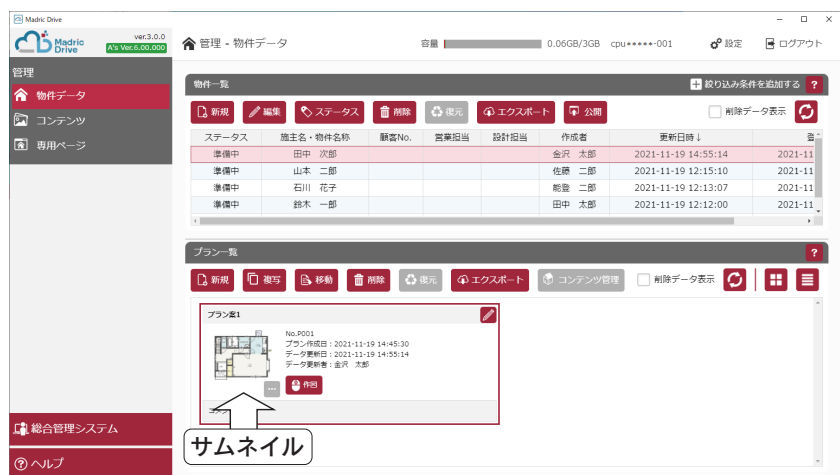 Madric Drive
Madric Drive
ver.3.0.0
A's Ver.6.00.000
管理 - 物件データ
容量
0.06GB/3GB
cpu*****-001
設定
ログアウト
管理
物件データ
コンテンツ
専用ページ
総合管理システム
ヘルプ
物件一覧
絞り込み条件を追加する ?
新規 編集 ステータス 削除 復元 エクスポート 公開 削除データ表示
ステータス 施主名・物件名称 顧客No. 営業担当 設計担当 作成者 更新日時↓
準備中 田中 次郎 金沢 太郎 2021-11-19 14:55:14 2021-11
準備中 山本 二郎 佐藤 二郎 2021-11-19 12:15:10 2021-11
準備中 石川 花子 能登 二郎 2021-11-19 12:13:07 2021-11
準備中 鈴木 一郎 田中 太郎 2021-11-19 12:12:00 2021-11
プラン一覧 ?
新規 複写 移動 削除 復元 エクスポート コンテンツ管理 削除データ表示
プラン案1
No.P001
プラン作成日：2021-11-19 14:45:30
データ更新日：2021-11-19 14:55:14
データ更新者：金沢 太郎
作図
サムネイル